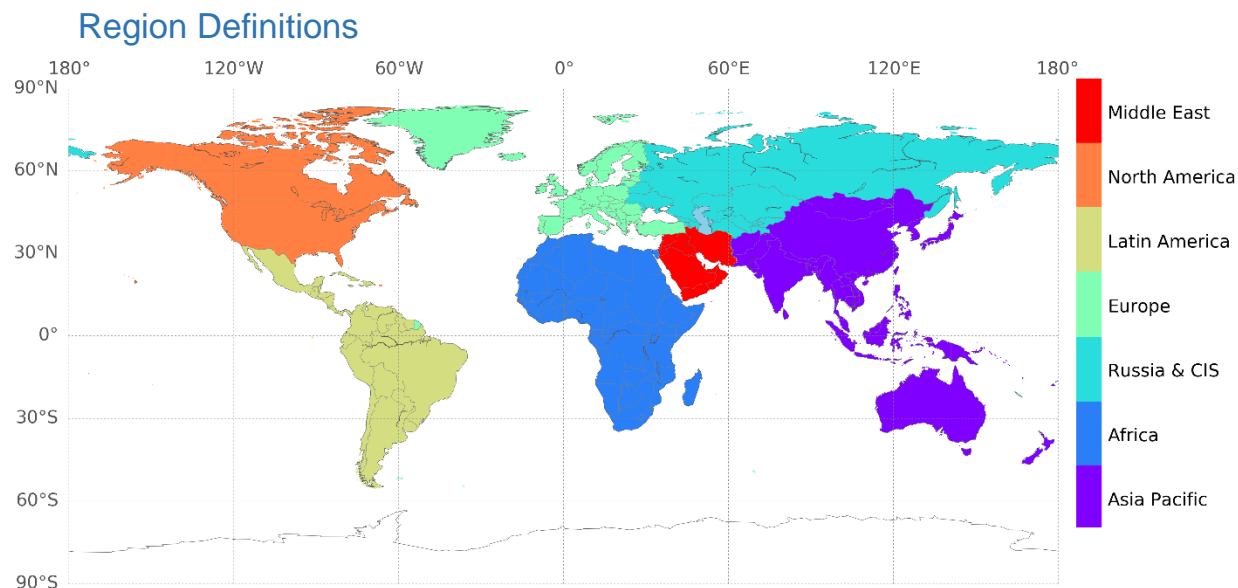 Region Definitions
180° 120°W 60°W 0° 60°E 120°E 180°
90°N
60°N
30°N
0°
30°S
60°S
90°S
Middle East
North America
Latin America
Europe
Russia & CIS
Africa
Asia Pacific